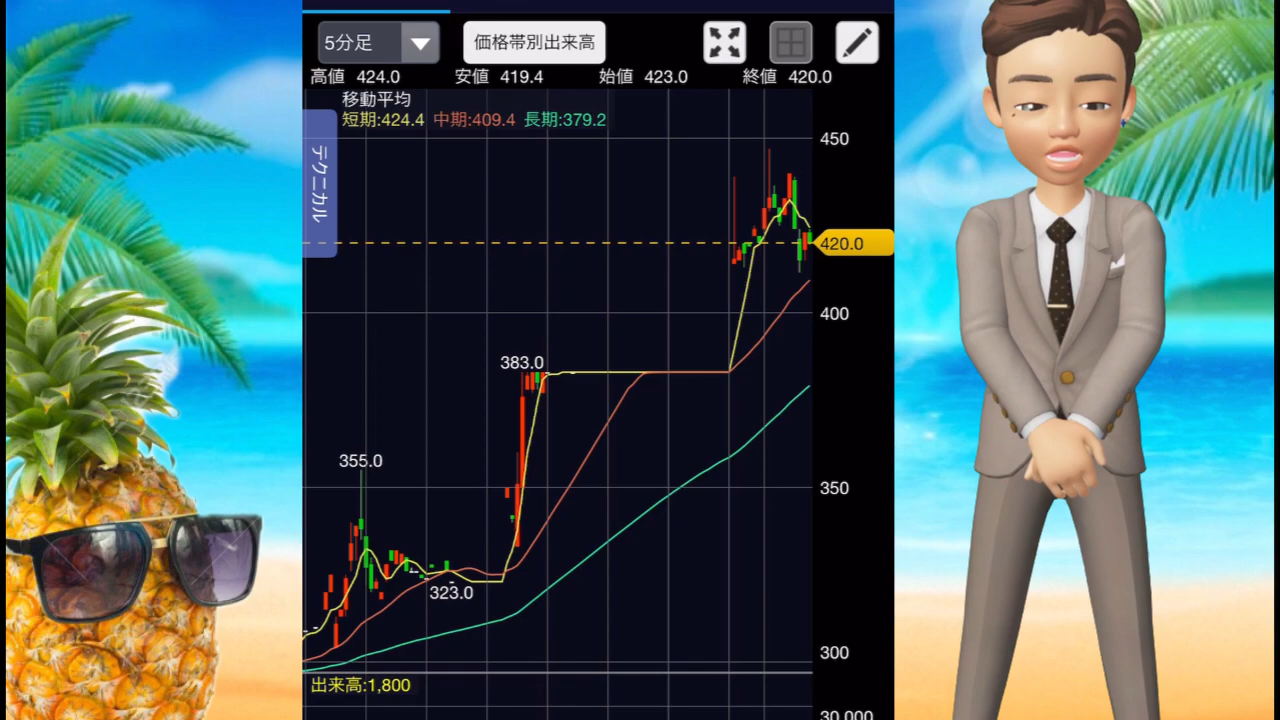 5分足
価格帯別出来高
高値 424.0 安値 419.4 始値 423.0 終値 420.0
移動平均
短期:424.4 中期:409.4 長期:379.2
テクニカル
450
420.0
400
383.0
355.0
350
323.0
300
出来高:1,800
30,000